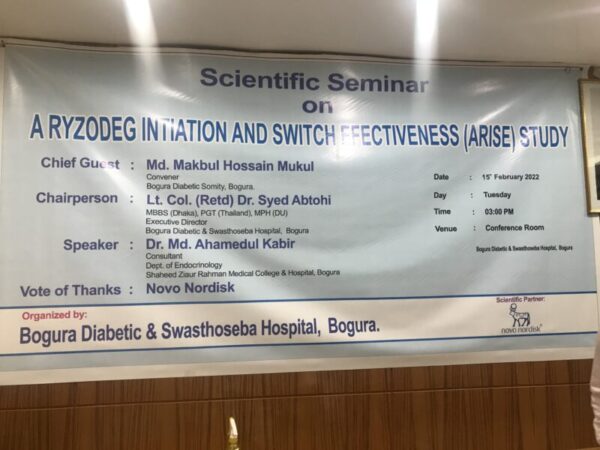 Scientific Seminar
on
A RYZODEG INTIATION AND SWITCH EFFECTIVENESS (ARISE) STUDY
Chief Guest : Md. Makbul Hossain Mukul
Convener
Bogura Diabetic Somity, Bogura.
Chairperson : Lt. Col. (Retd) Dr. Syed Abtohi
MBBS (Dhaka), PGT (Thailand), MPH (DU)
Executive Director
Bogura Diabetic & Swasthoseba Hospital, Bogura
Speaker : Dr. Md. Ahamedul Kabir
Consultant
Dept. of Endocrinology
Shaheed Ziaur Rahman Medical College & Hospital, Bogura
Vote of Thanks : Novo Nordisk
Date : 15" February 2022
Day : Tuesday
Time : 03:00 PM
Venue : Conference Room
Bogura Diabetic & Swasthoseba Hospital, Bogura
Organized by:
Bogura Diabetic & Swasthoseba Hospital, Bogura.
Scientific Partner:
novo nordisk®